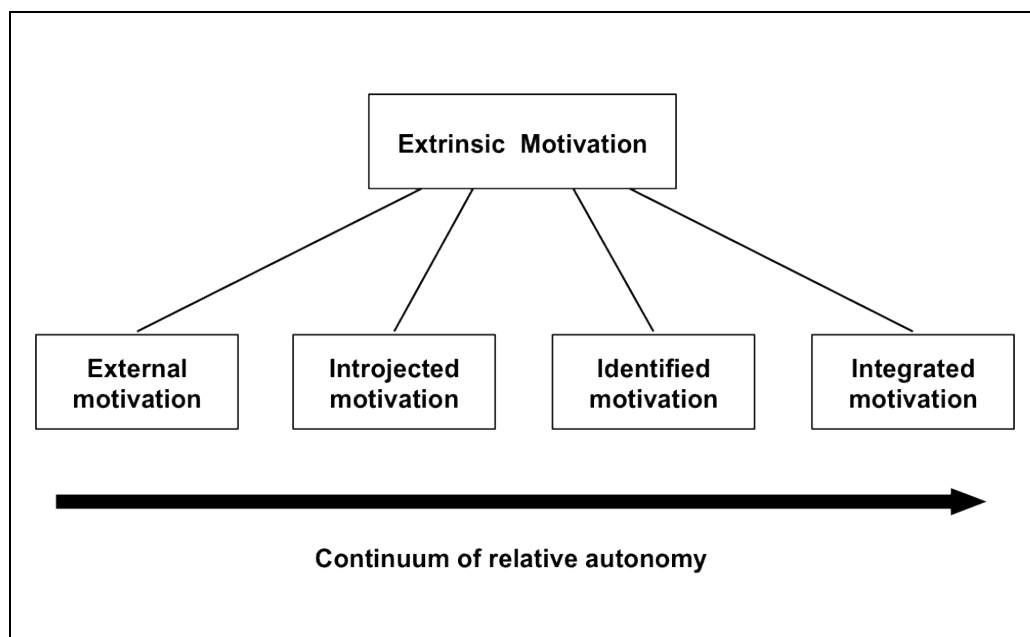 Extrinsic Motivation
External
motivation
Introjected
motivation
Identified
motivation
Integrated
motivation
Continuum of relative autonomy